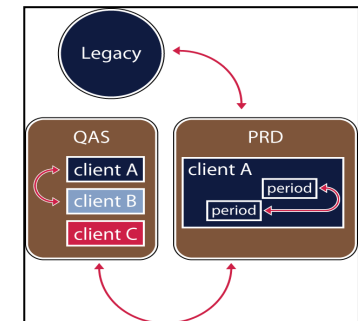 Legacy
QAS
client A
client B
client C
PRD
client A
period
period